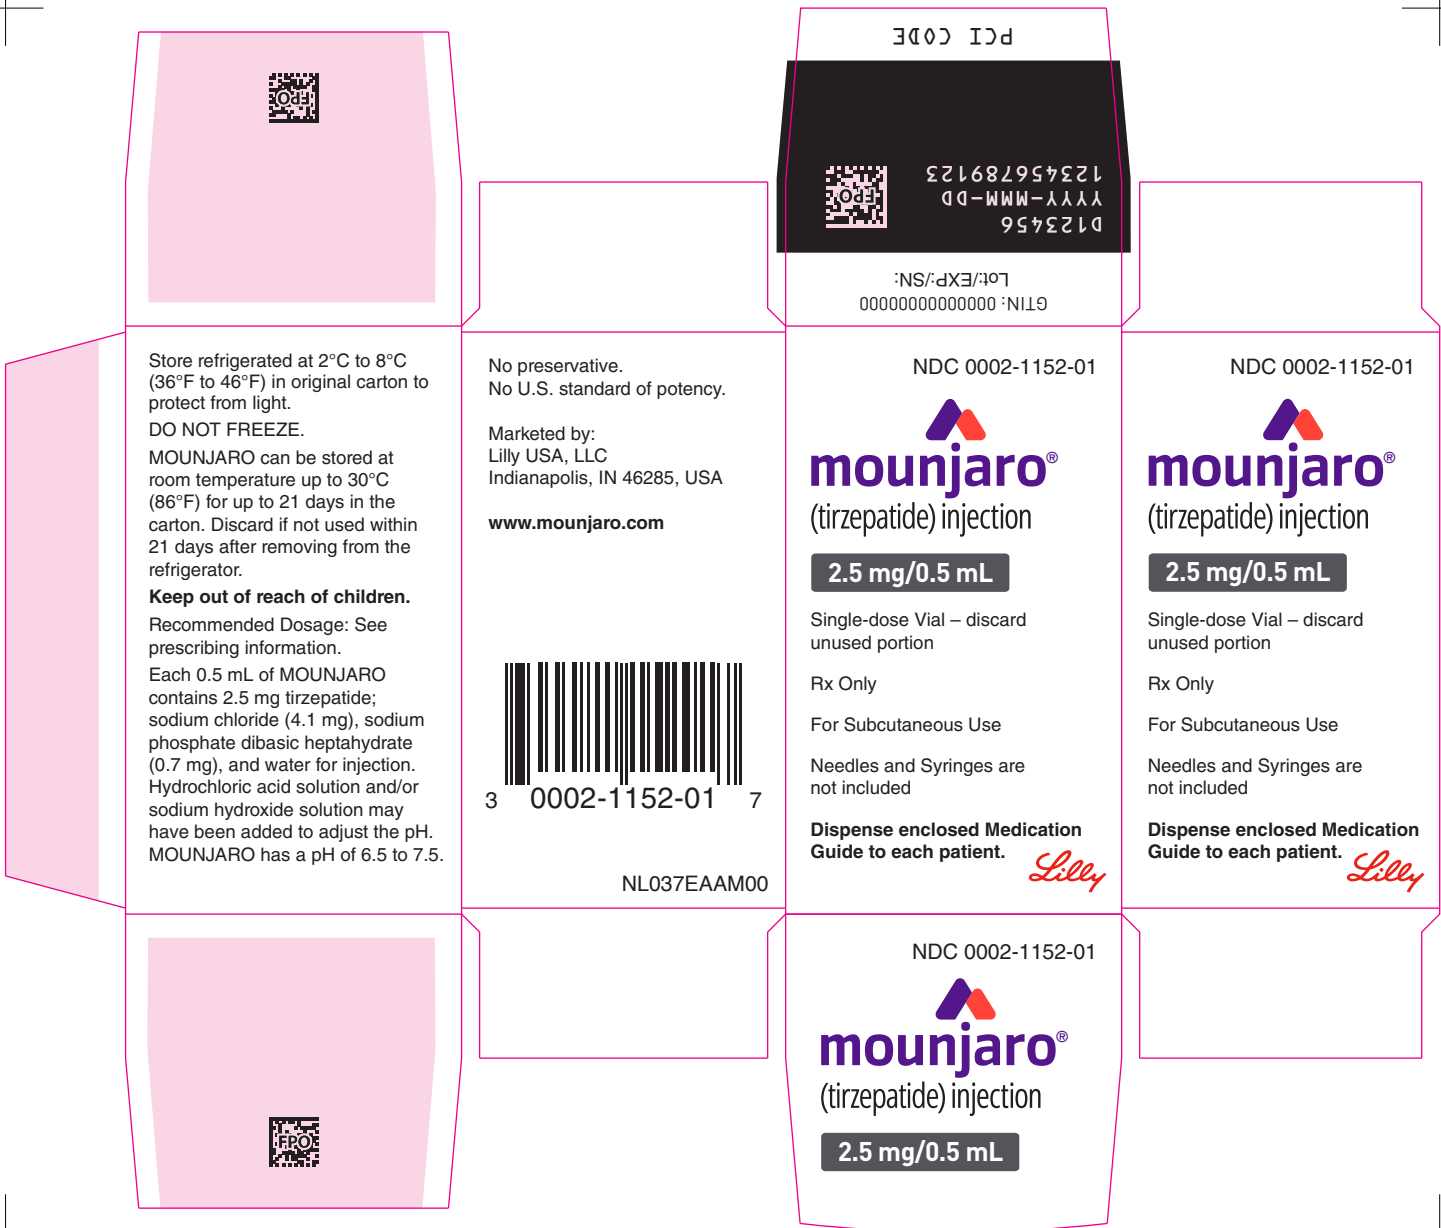 PCI CODE
FPO
D123456
YYYY-MMM-DD
123456789123
FPO
GTIN: 00000000000000
Lot:/EXP:/SN:
Store refrigerated at 2°C to 8°C
(36°F to 46°F) in original carton to
protect from light.
DO NOT FREEZE.
MOUNJARO can be stored at
room temperature up to 30°C
(86°F) for up to 21 days in the
carton. Discard if not used within
21 days after removing from the
refrigerator.
Keep out of reach of children.
Recommended Dosage: See
prescribing information.
Each 0.5 mL of MOUNJARO
contains 2.5 mg tirzepatide;
sodium chloride (4.1 mg), sodium
phosphate dibasic heptahydrate
(0.7 mg), and water for injection.
Hydrochloric acid solution and/or
sodium hydroxide solution may
have been added to adjust the pH.
MOUNJARO has a pH of 6.5 to 7.5.
No preservative.
No U.S. standard of potency.
Marketed by:
Lilly USA, LLC
Indianapolis, IN 46285, USA
www.mounjaro.com
3 0002-1152-01 7
NL037EAAM00
NDC 0002-1152-01
mounjaro®
(tirzepatide) injection
2.5 mg/0.5 mL
Single-dose Vial – discard
unused portion
Rx Only
For Subcutaneous Use
Needles and Syringes are
not included
Dispense enclosed Medication
Guide to each patient.
Lilly
NDC 0002-1152-01
mounjaro®
(tirzepatide) injection
2.5 mg/0.5 mL
Single-dose Vial – discard
unused portion
Rx Only
For Subcutaneous Use
Needles and Syringes are
not included
Dispense enclosed Medication
Guide to each patient.
Lilly
FPO
NDC 0002-1152-01
mounjaro®
(tirzepatide) injection
2.5 mg/0.5 mL